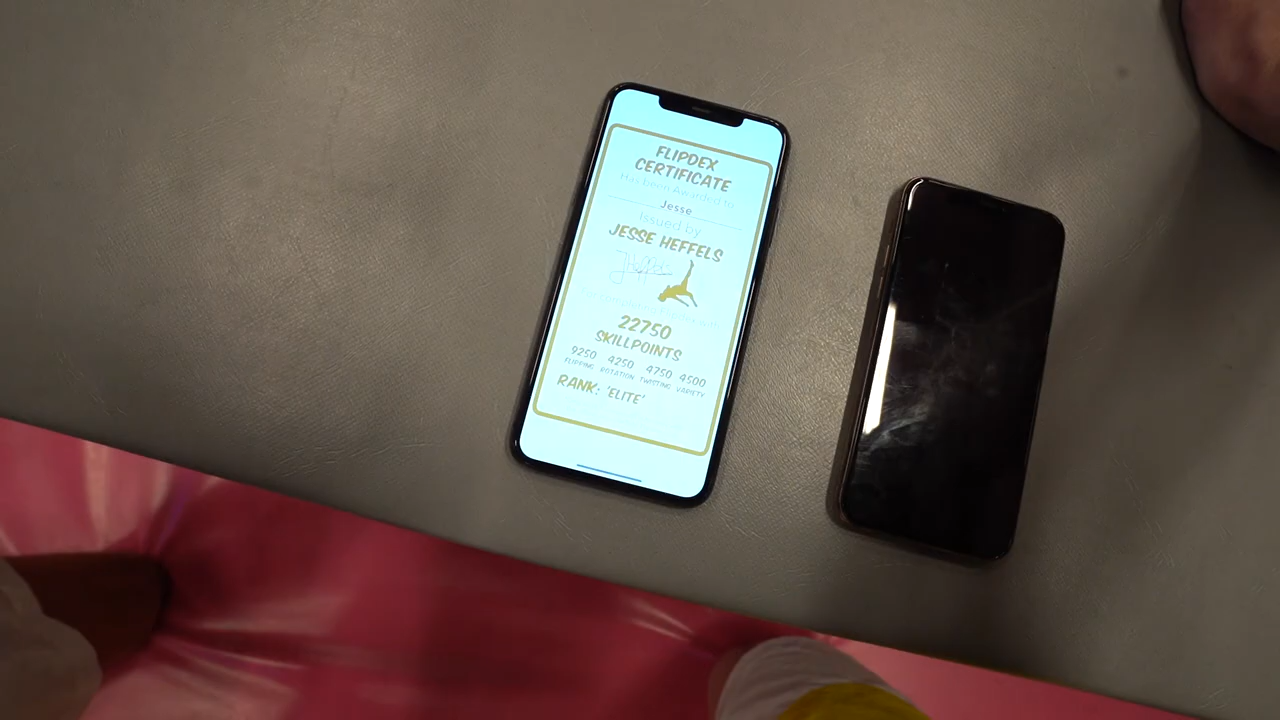 FLIPDEX
CERTIFICATE
Has been Awarded to
Jesse
Issued by
JESSE HEFFELS
22750
SKILLPOINTS
9250 4250 4750 4500
FLIPPING ROTATION TWISTING VARIETY
RANK: 'ELITE'